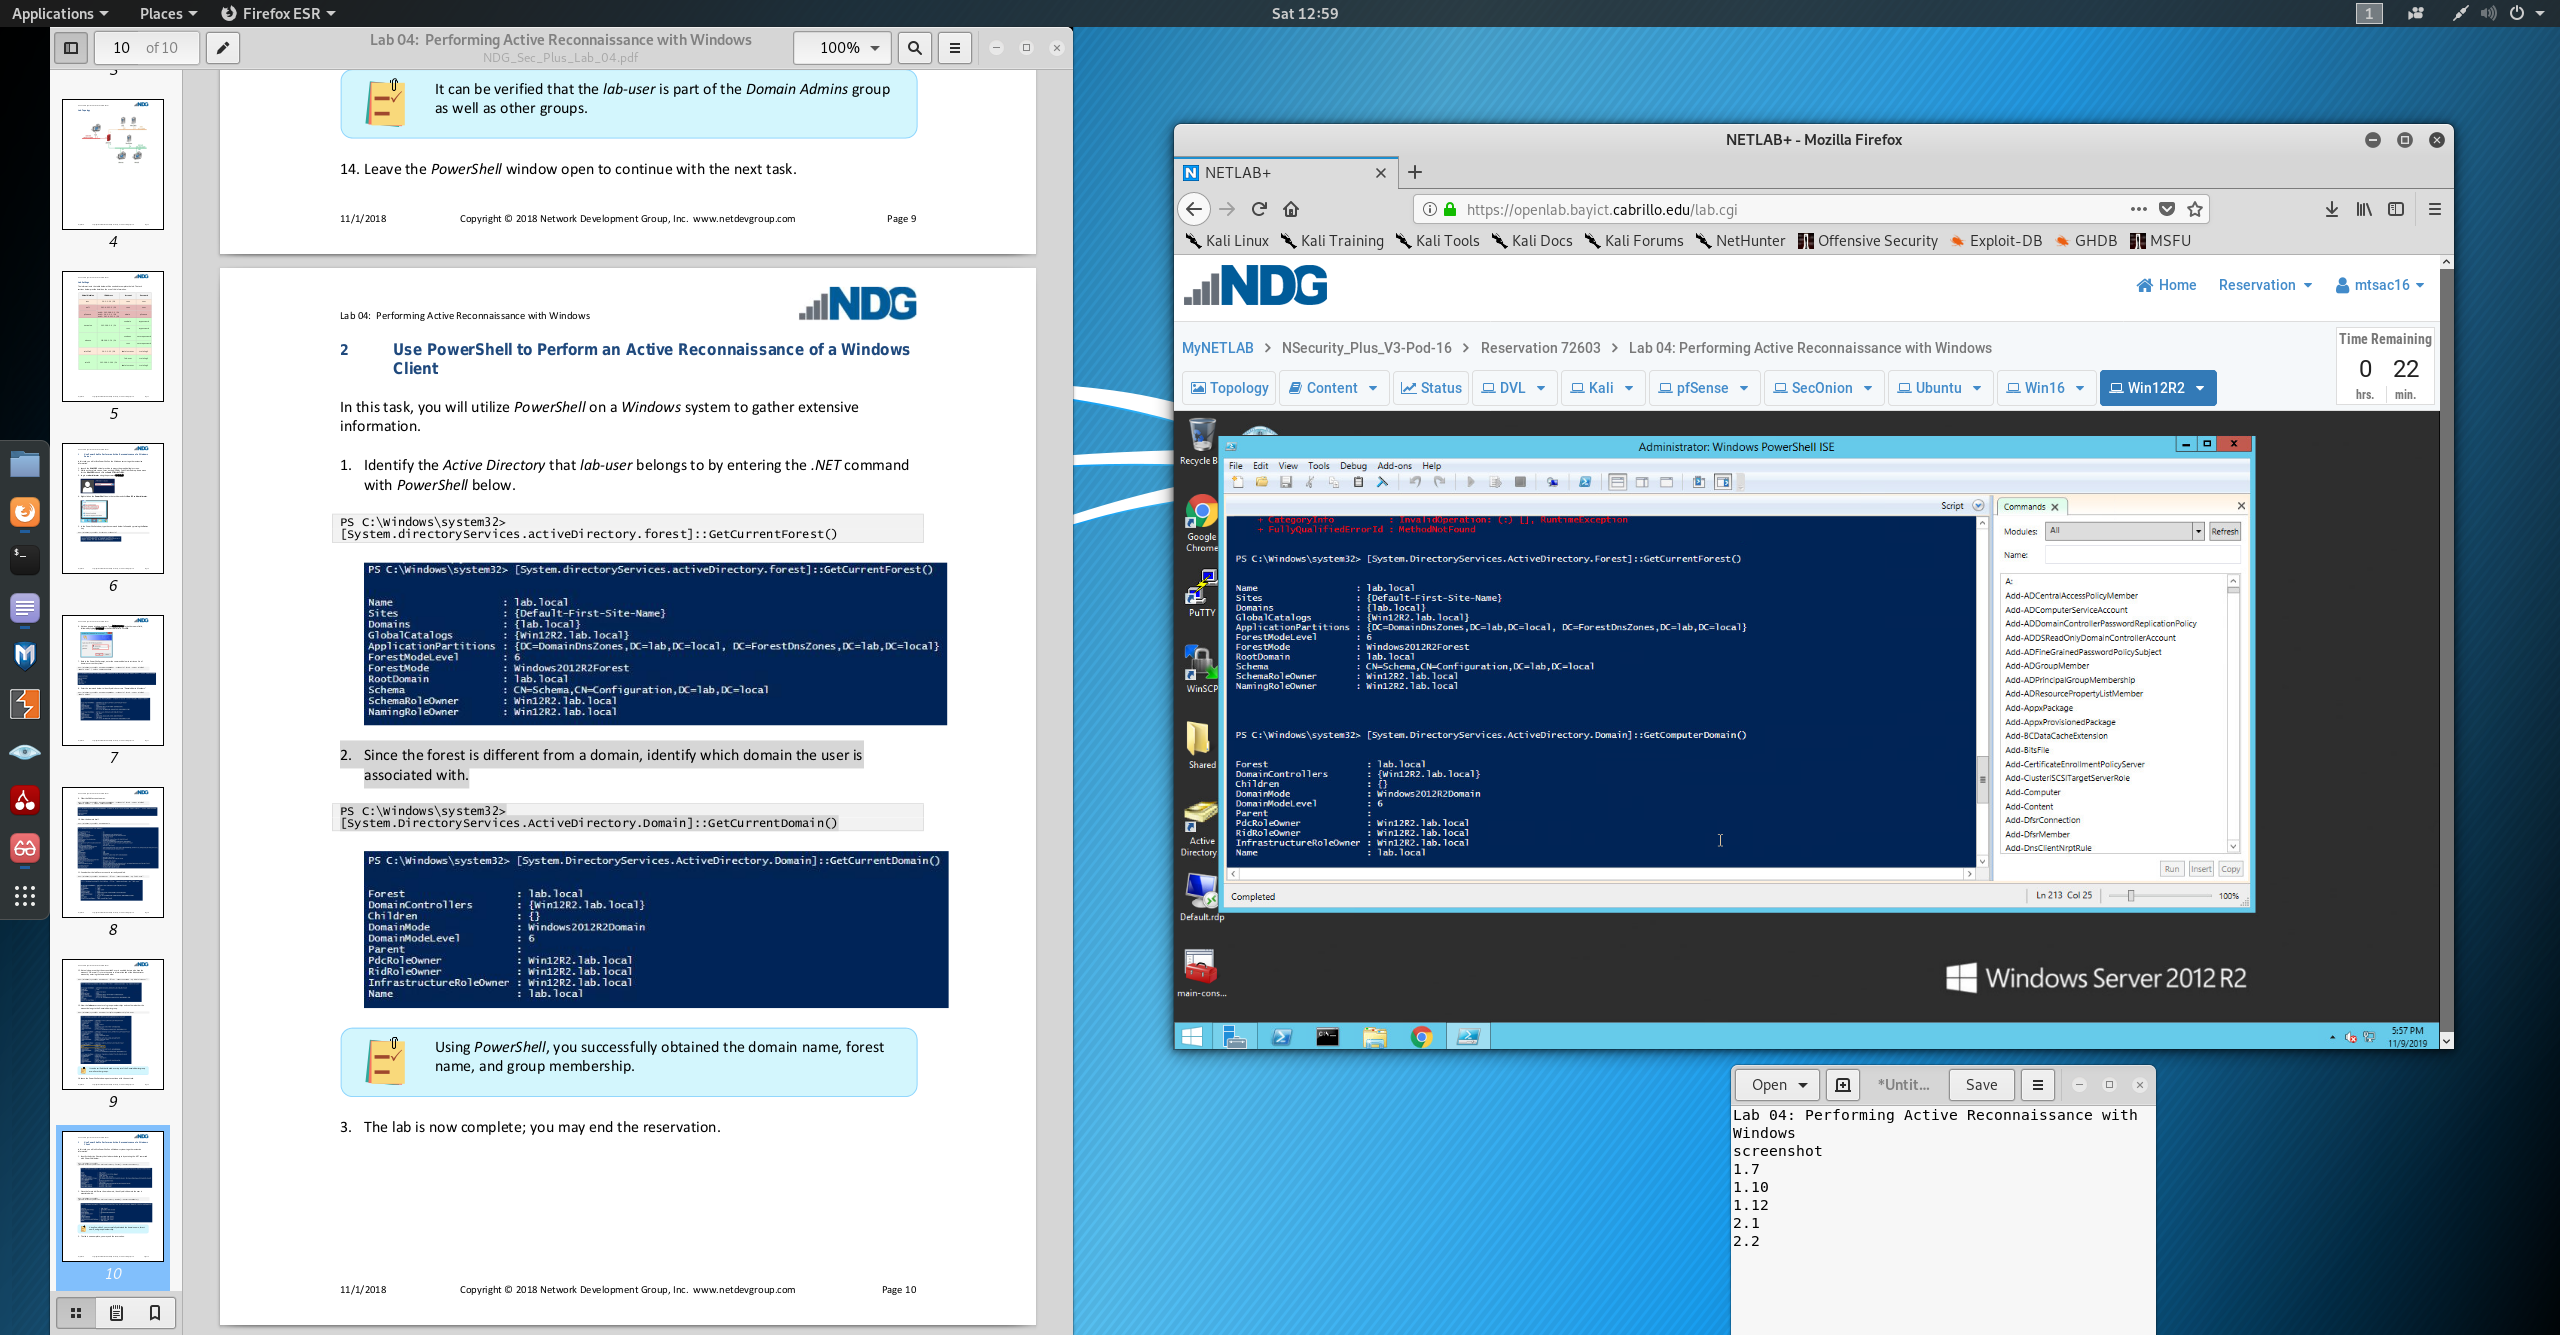 Applications
Places
Firefox ESR
Sat 12:59
1
10 of 10
Lab 04: Performing Active Reconnaissance with Windows
NDG_Sec_Plus_Lab_04.pdf
100%
4
5
6
7
8
9
10
It can be verified that the lab-user is part of the Domain Admins group
as well as other groups.
14. Leave the PowerShell window open to continue with the next task.
11/1/2018 Copyright © 2018 Network Development Group, Inc. www.netdevgroup.com Page 9
Lab 04: Performing Active Reconnaissance with Windows
NDG
2 Use PowerShell to Perform an Active Reconnaissance of a Windows
Client
In this task, you will utilize PowerShell on a Windows system to gather extensive
information.
1. Identify the Active Directory that lab-user belongs to by entering the .NET command
with PowerShell below.
PS C:\Windows\system32>
[System.directoryServices.activeDirectory.forest]::GetCurrentForest()
PS C:\Windows\system32> [System.directoryServices.activeDirectory.forest]::GetCurrentForest()
Name : lab.local
Sites : {Default-First-Site-Name}
Domains : {lab.local}
GlobalCatalogs : {Win12R2.lab.local}
ApplicationPartitions : {DC=DomainDnsZones,DC=lab,DC=local, DC=ForestDnsZones,DC=lab,DC=local}
ForestModeLevel : 6
ForestMode : Windows2012R2Forest
RootDomain : lab.local
Schema : CN=Schema,CN=Configuration,DC=lab,DC=local
SchemaRoleOwner : Win12R2.lab.local
NamingRoleOwner : Win12R2.lab.local
2. Since the forest is different from a domain, identify which domain the user is
associated with.
PS C:\Windows\system32>
[System.DirectoryServices.ActiveDirectory.Domain]::GetCurrentDomain()
PS C:\Windows\system32> [System.DirectoryServices.ActiveDirectory.Domain]::GetCurrentDomain()
Forest : lab.local
DomainControllers : {Win12R2.lab.local}
Children : {}
DomainMode : Windows2012R2Domain
DomainModeLevel : 6
Parent :
PdcRoleOwner : Win12R2.lab.local
RidRoleOwner : Win12R2.lab.local
InfrastructureRoleOwner : Win12R2.lab.local
Name : lab.local
Using PowerShell, you successfully obtained the domain name, forest
name, and group membership.
3. The lab is now complete; you may end the reservation.
11/1/2018 Copyright © 2018 Network Development Group, Inc. www.netdevgroup.com Page 10
NETLAB+ - Mozilla Firefox
NETLAB+
https://openlab.bayict.cabrillo.edu/lab.cgi
Kali Linux
Kali Training
Kali Tools
Kali Docs
Kali Forums
NetHunter
Offensive Security
Exploit-DB
GHDB
MSFU
NDG
Home
Reservation
mtsac16
MyNETLAB > NSecurity_Plus_V3-Pod-16 > Reservation 72603 > Lab 04: Performing Active Reconnaissance with Windows
Time Remaining
0 22
hrs. min.
Topology
Content
Status
DVL
Kali
pfSense
SecOnion
Ubuntu
Win16
Win12R2
Recycle B
Google
Chrome
PuTTY
WinSCP
Shared
Active
Directory
Default.rdp
main-cons...
Administrator: Windows PowerShell ISE
File Edit View Tools Debug Add-ons Help
Script
+ CategoryInfo : InvalidOperation: (:) [], RuntimeException
+ FullyQualifiedErrorId : MethodNotFound
PS C:\Windows\system32> [System.DirectoryServices.ActiveDirectory.Forest]::GetCurrentForest()
Name : lab.local
Sites : {Default-First-Site-Name}
Domains : {lab.local}
GlobalCatalogs : {Win12R2.lab.local}
ApplicationPartitions : {DC=DomainDnsZones,DC=lab,DC=local, DC=ForestDnsZones,DC=lab,DC=local}
ForestModeLevel : 6
ForestMode : Windows2012R2Forest
RootDomain : lab.local
Schema : CN=Schema,CN=Configuration,DC=lab,DC=local
SchemaRoleOwner : Win12R2.lab.local
NamingRoleOwner : Win12R2.lab.local
PS C:\Windows\system32> [System.DirectoryServices.ActiveDirectory.Domain]::GetComputerDomain()
Forest : lab.local
DomainControllers : {Win12R2.lab.local}
Children : {}
DomainMode : Windows2012R2Domain
DomainModeLevel : 6
Parent :
PdcRoleOwner : Win12R2.lab.local
RidRoleOwner : Win12R2.lab.local
InfrastructureRoleOwner : Win12R2.lab.local
Name : lab.local
Commands
Modules: All
Refresh
Name:
A:
Add-ADCentralAccessPolicyMember
Add-ADComputerServiceAccount
Add-ADDomainControllerPasswordReplicationPolicy
Add-ADDSReadOnlyDomainControllerAccount
Add-ADFineGrainedPasswordPolicySubject
Add-ADGroupMember
Add-ADPrincipalGroupMembership
Add-ADResourcePropertyListMember
Add-AppxPackage
Add-AppxProvisionedPackage
Add-BCDataCacheExtension
Add-BitsFile
Add-CertificateEnrollmentPolicyServer
Add-ClusteriSCSITargetServerRole
Add-Computer
Add-Content
Add-DfsrConnection
Add-DfsrMember
Add-DnsClientNrptRule
Run Insert Copy
Completed
Ln 213 Col 25
100%
Windows Server 2012 R2
5:57 PM
11/9/2019
Open
*Untit...
Save
Lab 04: Performing Active Reconnaissance with
Windows
screenshot
1.7
1.10
1.12
2.1
2.2